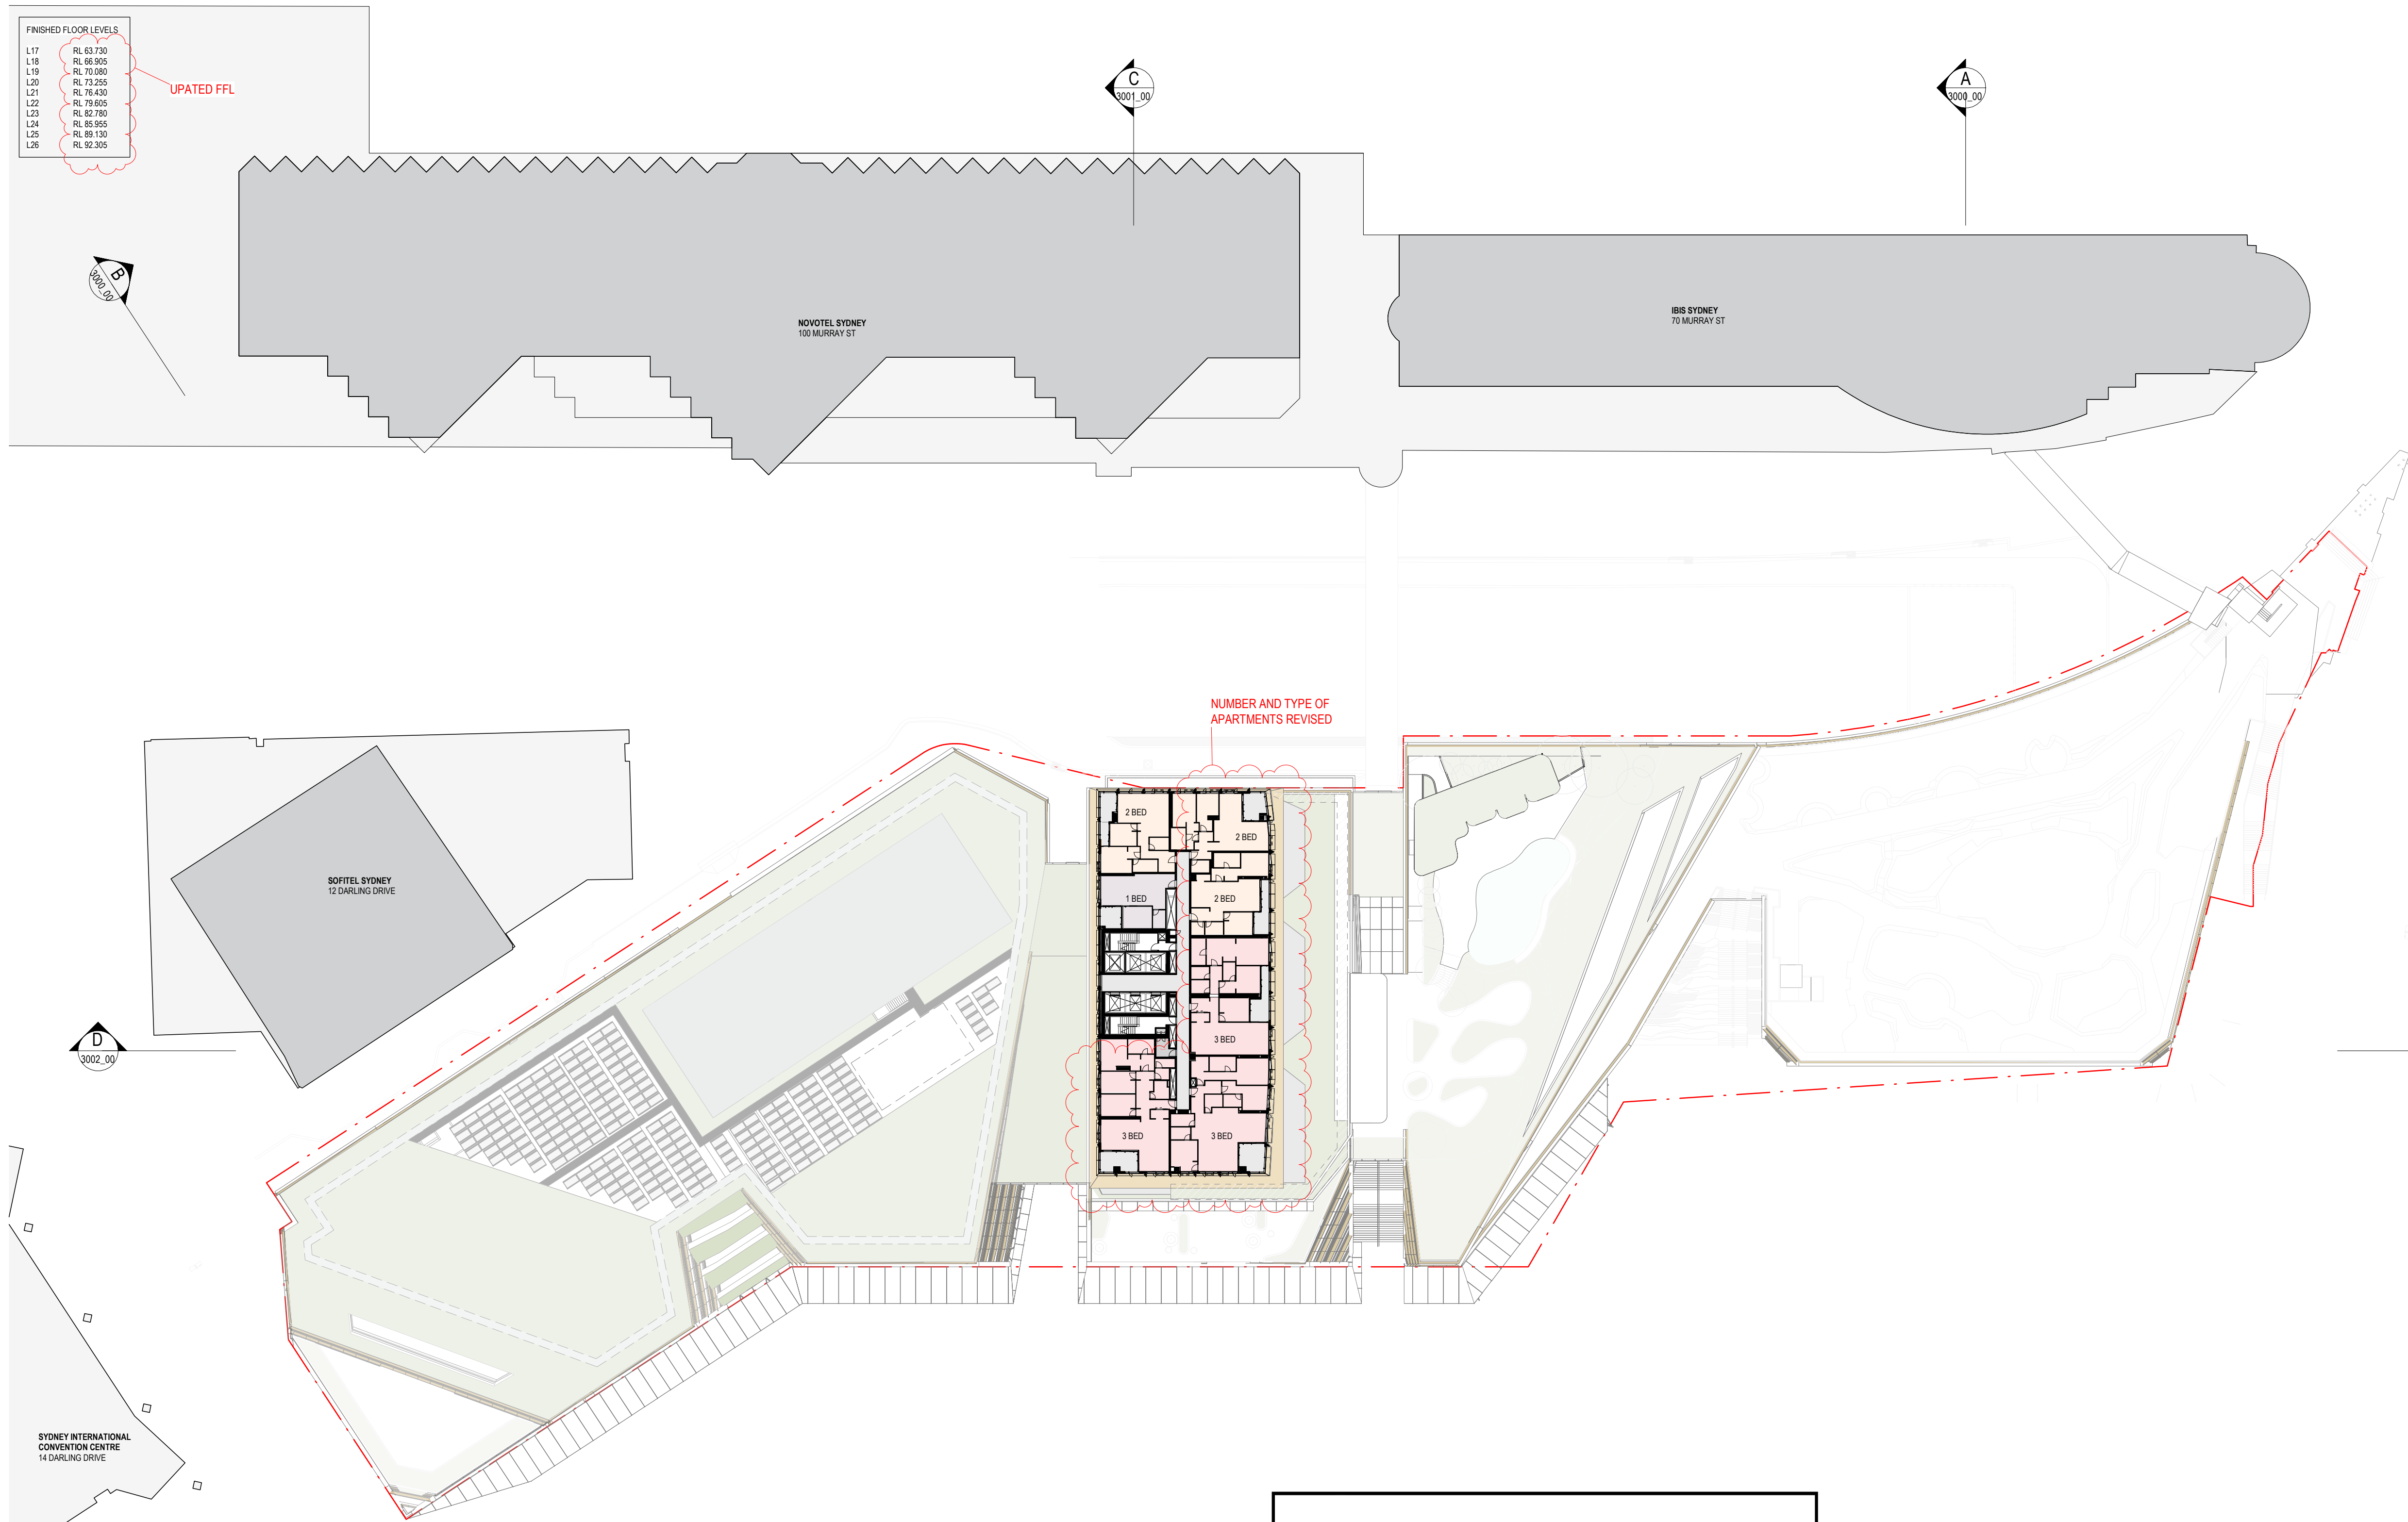 FINISHED FLOOR LEVELS
L17 RL 63.730
L18 RL 66.905
L19 RL 70.080
L20 RL 73.255
L21 RL 76.430
L22 RL 79.605
L23 RL 82.780
L24 RL 85.955
L25 RL 89.130
L26 RL 92.305
UPATED FFL
C
3001_00
A
3000_00
B
3000_00
NOVOTEL SYDNEY
100 MURRAY ST
IBIS SYDNEY
70 MURRAY ST
NUMBER AND TYPE OF
APARTMENTS REVISED
2 BED
2 BED
SOFITEL SYDNEY
12 DARLING DRIVE
1 BED
2 BED
D
3002_00
3 BED
3 BED
3 BED
SYDNEY INTERNATIONAL
CONVENTION CENTRE
14 DARLING DRIVE